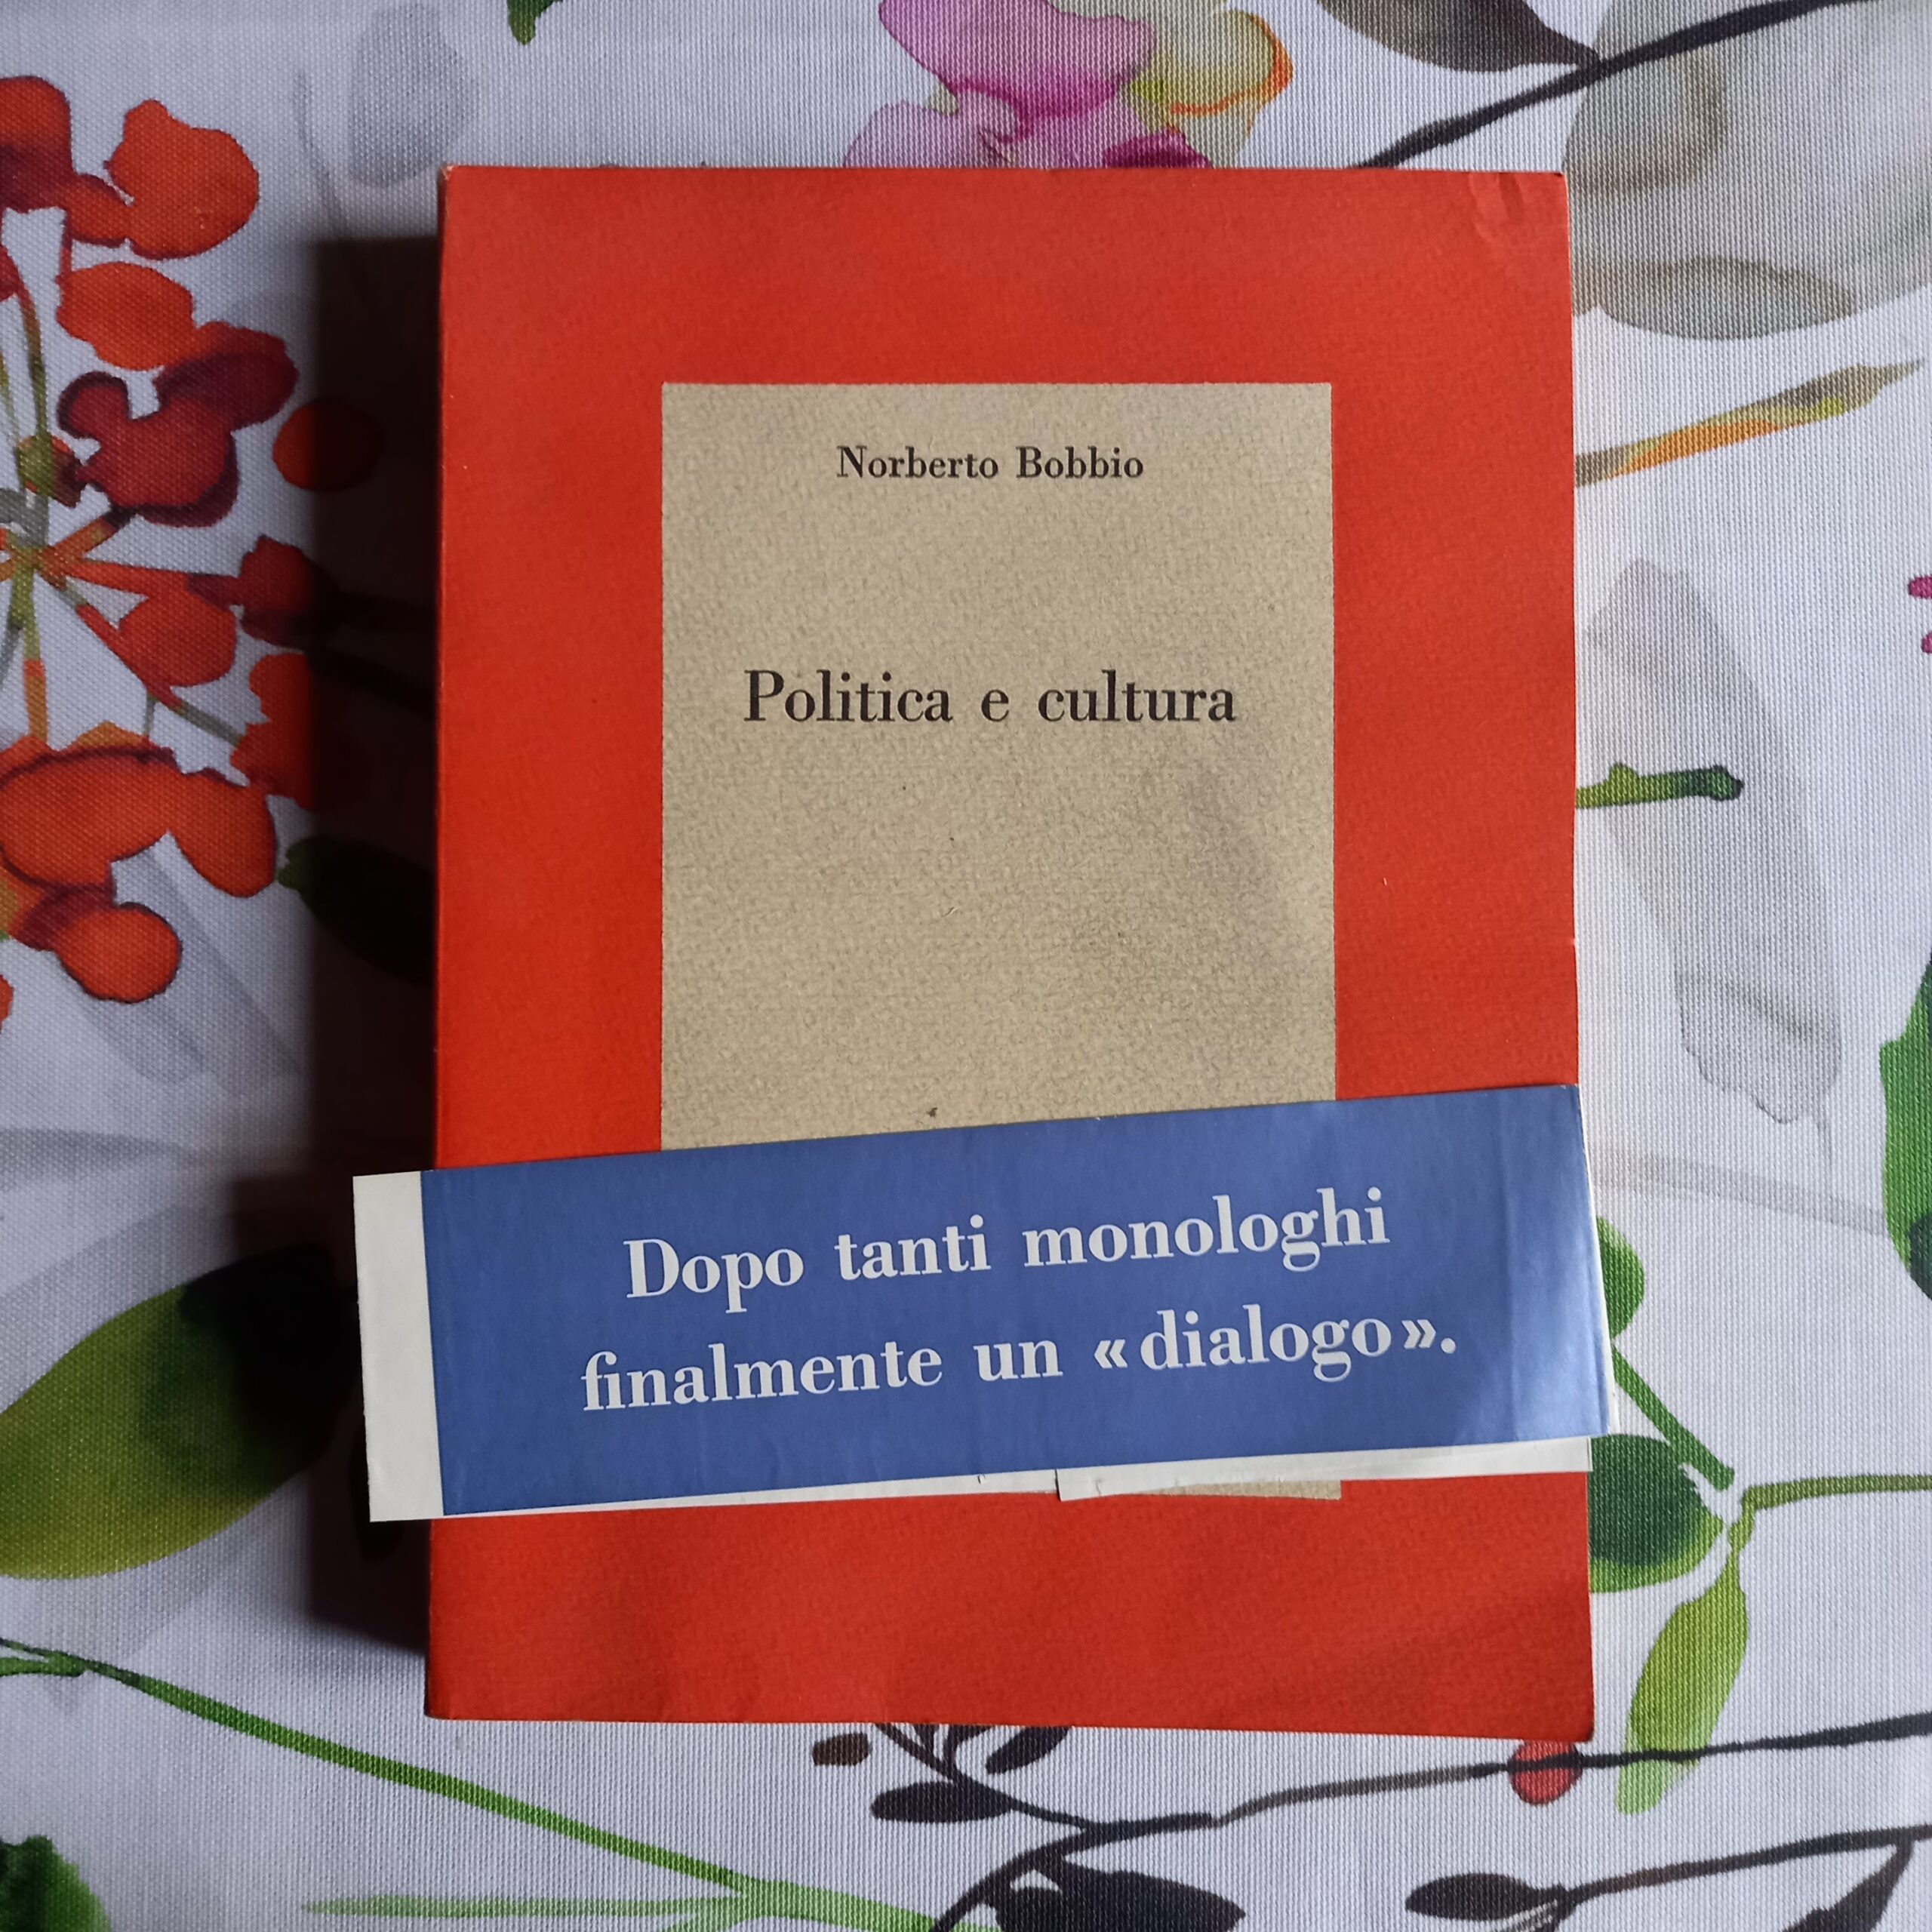 Norberto Bobbio
Politica e cultura
Dopo tanti monologhi
finalmente un « dialogo ».